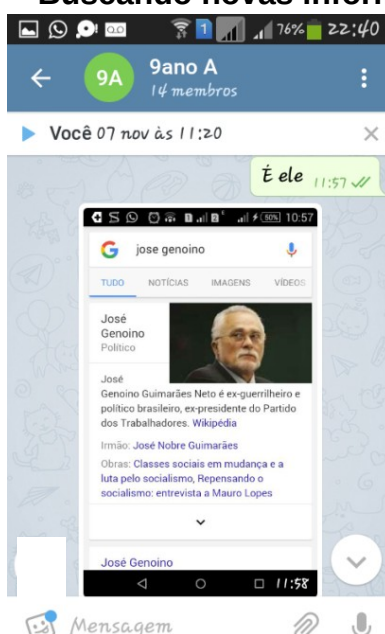 Buscando novas inform
1 76% 22:40
9A 9ano A
14 membros
Você 07 nov às 11:20
É ele 11:57
50% 10:57
jose genoino
TUDO NOTÍCIAS IMAGENS VÍDEOS
José
Genoino
Político
José
Genoino Guimarães Neto é ex-guerrilheiro e
político brasileiro, ex-presidente do Partido
dos Trabalhadores. Wikipédia
Irmão: José Nobre Guimarães
Obras: Classes sociais em mudança e a
luta pelo socialismo, Repensando o
socialismo: entrevista a Mauro Lopes
José Genoino
11:58
Mensagem